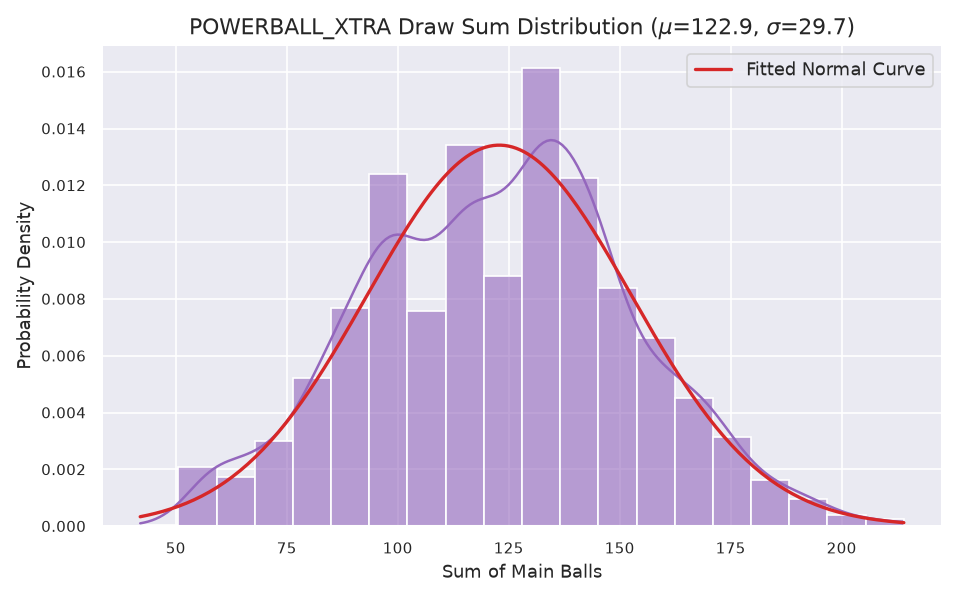 POWERBALL_XTRA Draw Sum Distribution (μ=122.9, σ=29.7)
Fitted Normal Curve
0.016
0.014
0.012
0.010
0.008
0.006
0.004
0.002
0.000
Probability Density
50 75 100 125 150 175 200
Sum of Main Balls